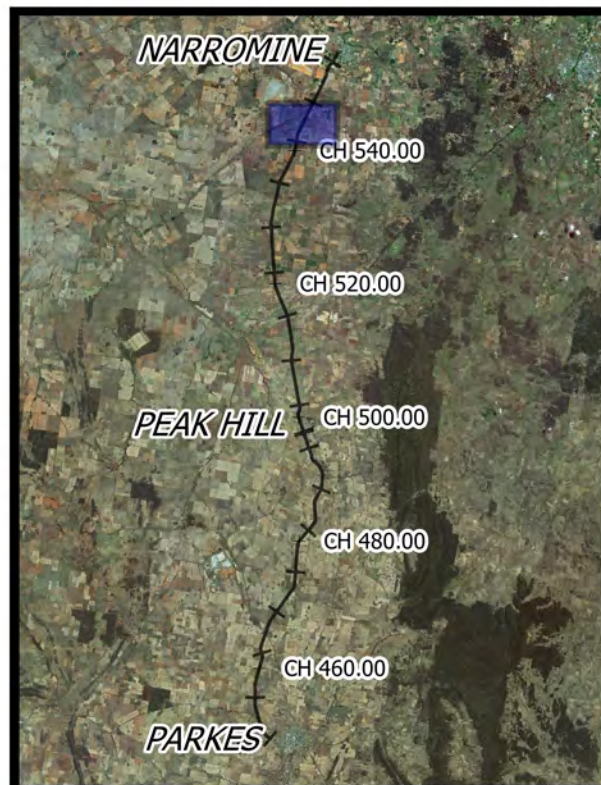 NARROMINE
CH 540.00
CH 520.00
PEAK HILL
CH 500.00
CH 480.00
CH 460.00
PARKES